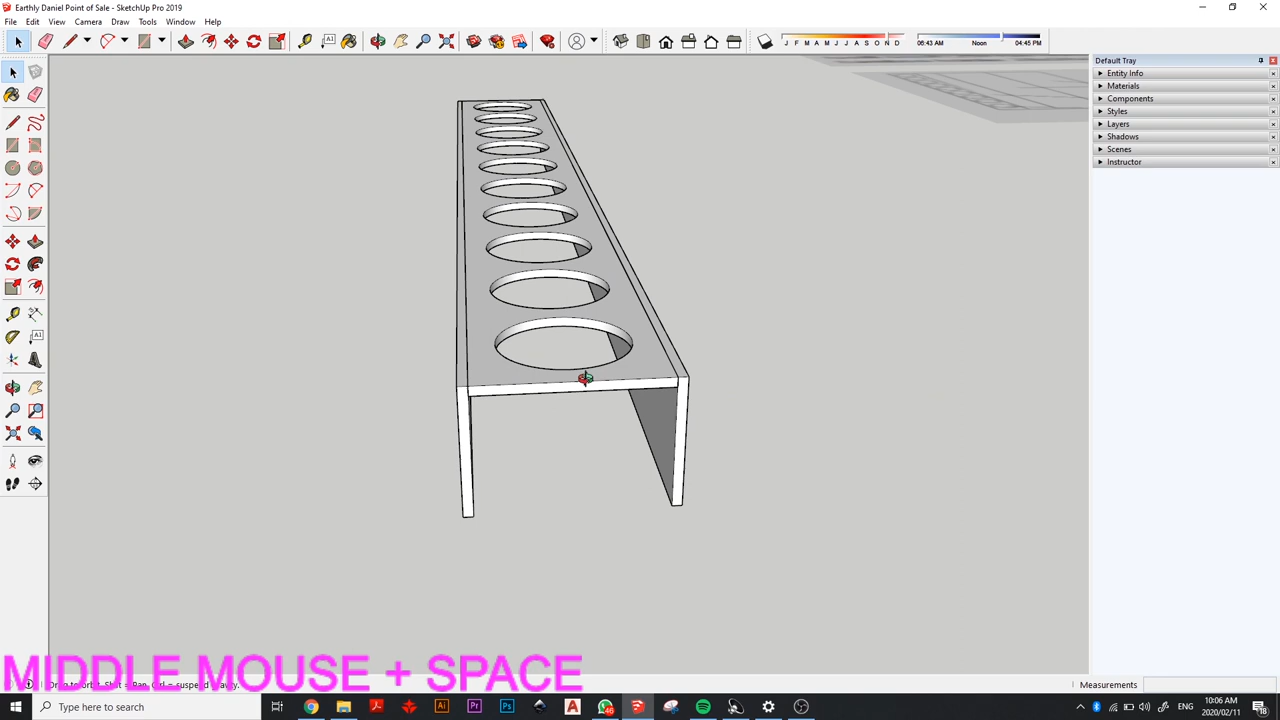 Earthly Daniel Point of Sale - SketchUp Pro 2019
File Edit View Camera Draw Tools Window Help
J F M A M J J A S O N D 06:43 AM Noon 04:45 PM
Default Tray
Entity Info
Materials
Components
Styles
Layers
Shadows
Scenes
Instructor
MIDDLE MOUSE + SPACE
Measurements
Type here to search
ENG
10:06 AM
2020/02/11